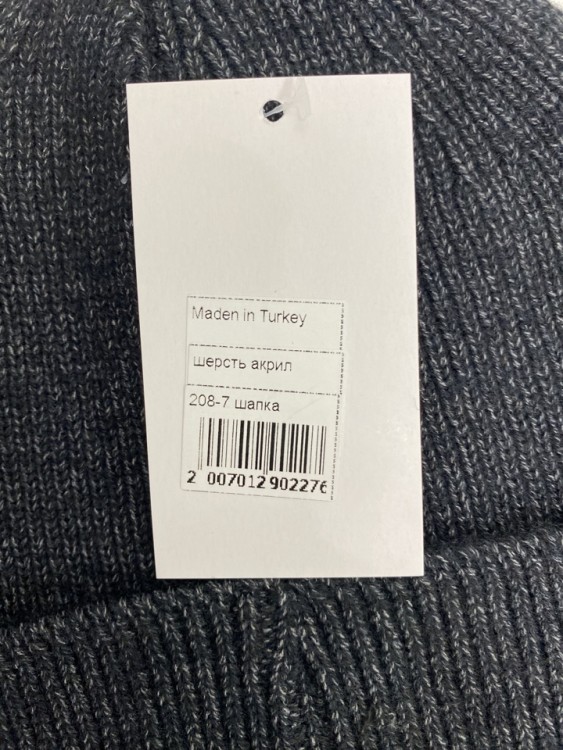 Maden in Turkey
шерсть акрил
208-7 шапка
2 007012 902276